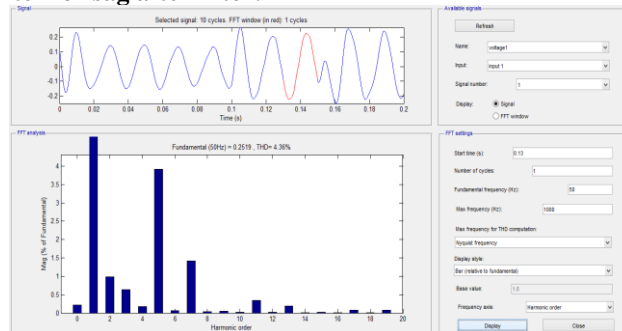 Signal
Selected signal: 10 cycles. FFT window (in red): 1 cycles
0.2
0.1
0
-0.1
-0.2
0 0.02 0.04 0.06 0.08 0.1 0.12 0.14 0.16 0.18 0.2
Time (s)
FFT analysis
Fundamental (50Hz) = 0.2519 , THD= 4.36%
4
3.5
3
2.5
2
1.5
1
0.5
0
Mag (% of Fundamental)
0 2 4 6 8 10 12 14 16 18 20
Harmonic order
Available signals
Refresh
Name: voltage1
Input: input 1
Signal number: 1
Display: Signal
FFT window
FFT settings
Start time (s): 0.13
Number of cycles: 1
Fundamental frequency (Hz): 50
Max frequency (Hz): 1000
Max frequency for THD computation:
Nyquist frequency
Display style:
Bar (relative to fundamental)
Base value: 1.0
Frequency axis: Harmonic order
Display Close